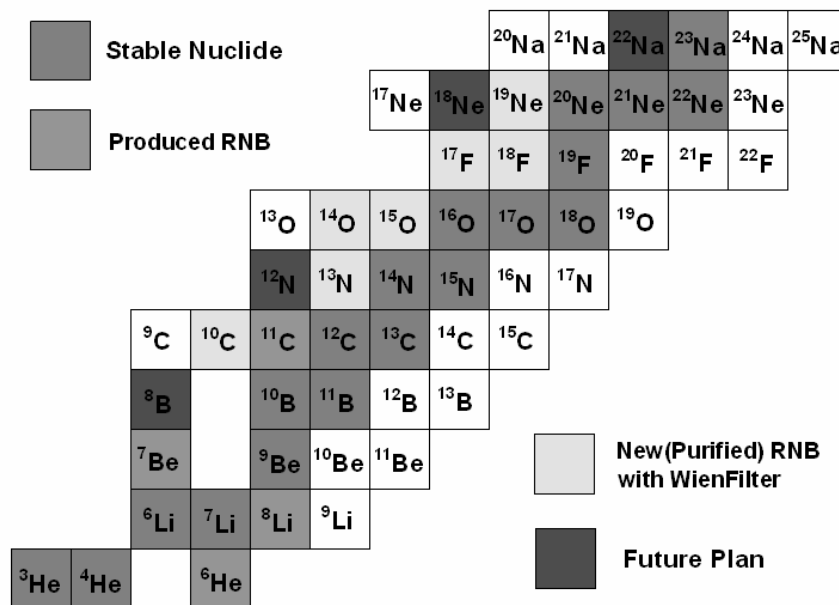 ²⁰Na ²¹Na ²²Na ²³Na ²⁴Na ²⁵Na
Stable Nuclide
¹⁷Ne ¹⁸Ne ¹⁹Ne ²⁰Ne ²¹Ne ²²Ne ²³Ne
Produced RNB
¹⁷F ¹⁸F ¹⁹F ²⁰F ²¹F ²²F
¹³O ¹⁴O ¹⁵O ¹⁶O ¹⁷O ¹⁸O ¹⁹O
¹²N ¹³N ¹⁴N ¹⁵N ¹⁶N ¹⁷N
⁹C ¹⁰C ¹¹C ¹²C ¹³C ¹⁴C ¹⁵C
⁸B ¹⁰B ¹¹B ¹²B ¹³B
⁷Be ⁹Be ¹⁰Be ¹¹Be
New(Purified) RNB
with WienFilter
⁶Li ⁷Li ⁸Li ⁹Li
³He ⁴He ⁶He
Future Plan